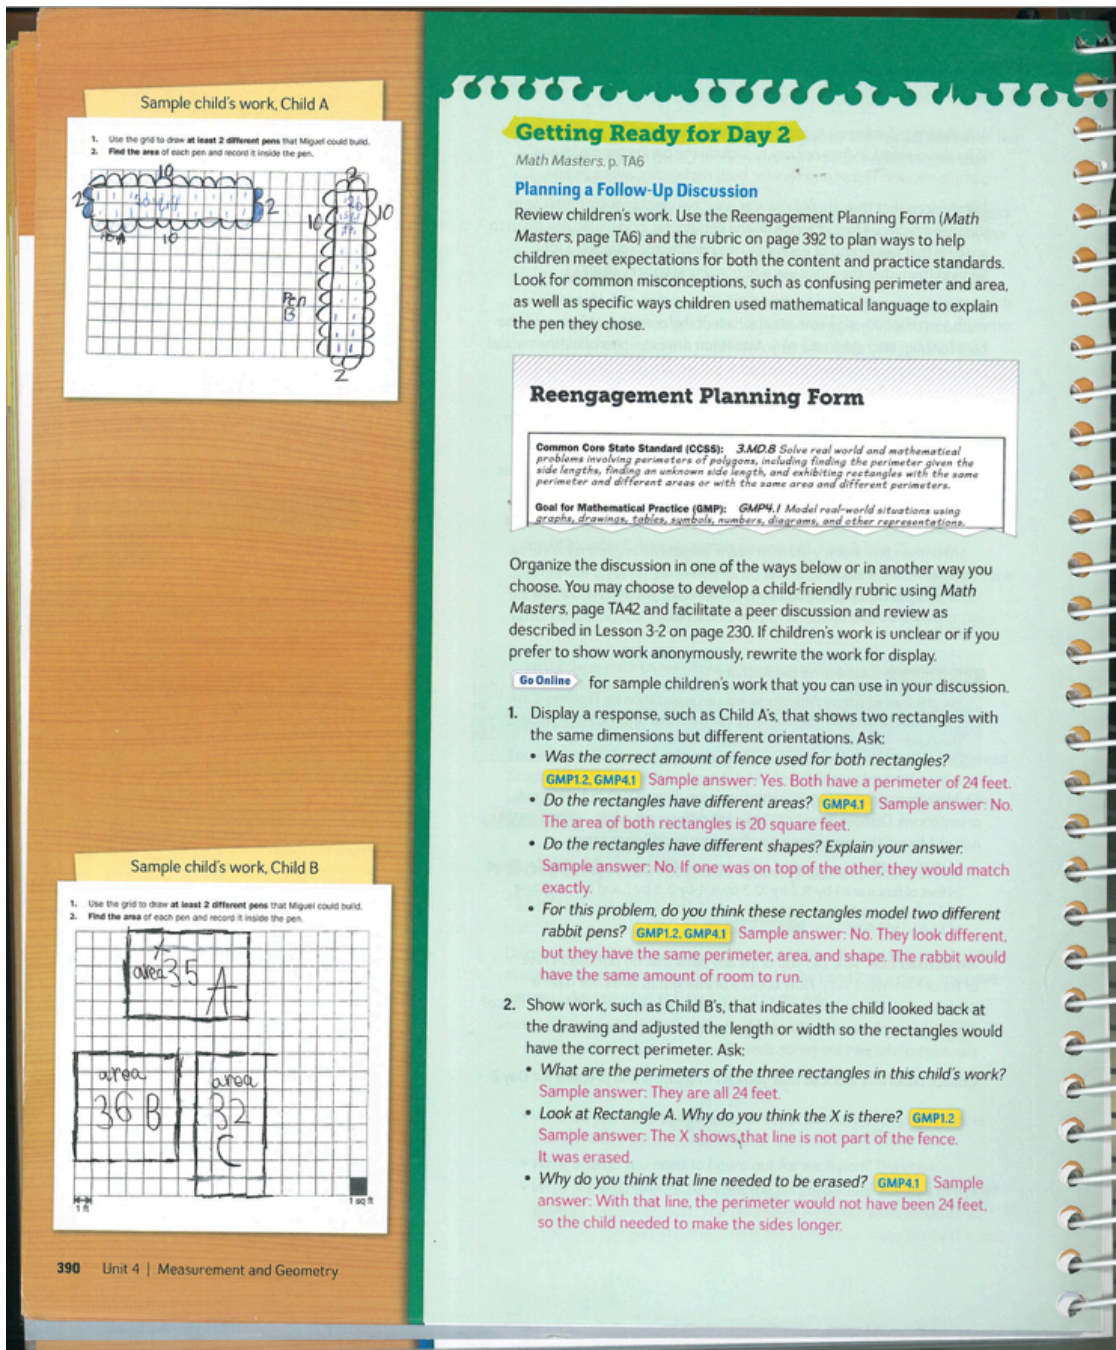 Sample child's work, Child A
1. Use the grid to draw at least 2 different pens that Miguel could build.
2. Find the area of each pen and record it inside the pen.
10
2
2
10
2
10
10
Pen
B
2
Sample child's work, Child B
1. Use the grid to draw at least 2 different pens that Miguel could build.
2. Find the area of each pen and record it inside the pen.
X
area 35 A
area
36 B
area
32
C
1 ft
1 sq ft
390 Unit 4 | Measurement and Geometry
Getting Ready for Day 2
Math Masters, p. TA6
Planning a Follow-Up Discussion
Review children's work. Use the Reengagement Planning Form (Math
Masters, page TA6) and the rubric on page 392 to plan ways to help
children meet expectations for both the content and practice standards.
Look for common misconceptions, such as confusing perimeter and area,
as well as specific ways children used mathematical language to explain
the pen they chose.
Reengagement Planning Form
Common Core State Standard (CCSS): 3.MD.8 Solve real world and mathematical
problems involving perimeters of polygons, including finding the perimeter given the
side lengths, finding an unknown side length, and exhibiting rectangles with the same
perimeter and different areas or with the same area and different perimeters.
Goal for Mathematical Practice (GMP): GMP4.1 Model real-world situations using
graphs, drawings, tables, symbols, numbers, diagrams, and other representations.
Organize the discussion in one of the ways below or in another way you
choose. You may choose to develop a child-friendly rubric using Math
Masters, page TA42 and facilitate a peer discussion and review as
described in Lesson 3-2 on page 230. If children's work is unclear or if you
prefer to show work anonymously, rewrite the work for display.
Go Online for sample children's work that you can use in your discussion.
1. Display a response, such as Child A's, that shows two rectangles with
the same dimensions but different orientations. Ask:
• Was the correct amount of fence used for both rectangles?
GMP1.2, GMP4.1 Sample answer: Yes. Both have a perimeter of 24 feet.
• Do the rectangles have different areas? GMP4.1 Sample answer: No.
The area of both rectangles is 20 square feet.
• Do the rectangles have different shapes? Explain your answer.
Sample answer: No. If one was on top of the other, they would match
exactly.
• For this problem, do you think these rectangles model two different
rabbit pens? GMP1.2, GMP4.1 Sample answer: No. They look different,
but they have the same perimeter, area, and shape. The rabbit would
have the same amount of room to run.
2. Show work, such as Child B's, that indicates the child looked back at
the drawing and adjusted the length or width so the rectangles would
have the correct perimeter. Ask:
• What are the perimeters of the three rectangles in this child's work?
Sample answer: They are all 24 feet.
• Look at Rectangle A. Why do you think the X is there? GMP1.2
Sample answer: The X shows that line is not part of the fence.
It was erased.
• Why do you think that line needed to be erased? GMP4.1 Sample
answer: With that line, the perimeter would not have been 24 feet,
so the child needed to make the sides longer.